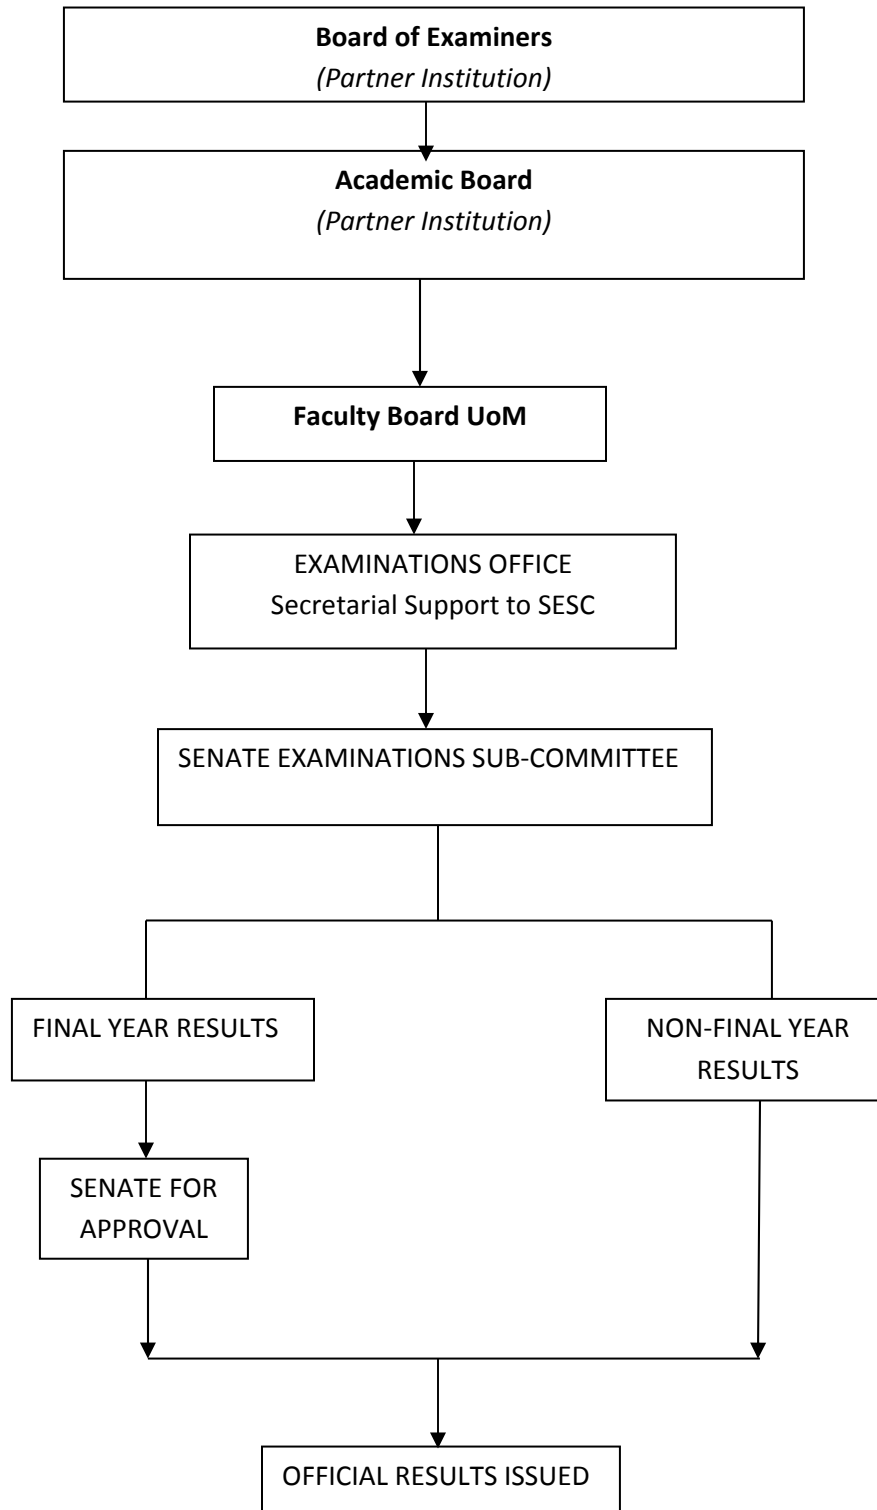 Board of Examiners
(Partner Institution)
Academic Board
(Partner Institution)
Faculty Board UoM
EXAMINATIONS OFFICE
Secretarial Support to SESC
SENATE EXAMINATIONS SUB-COMMITTEE
FINAL YEAR RESULTS
NON-FINAL YEAR
RESULTS
SENATE FOR
APPROVAL
OFFICIAL RESULTS ISSUED